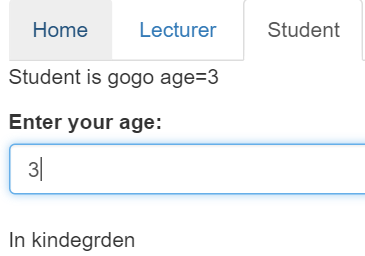 Home Lecturer Student
Student is gogo age=3
Enter your age:
3
In kindegrden